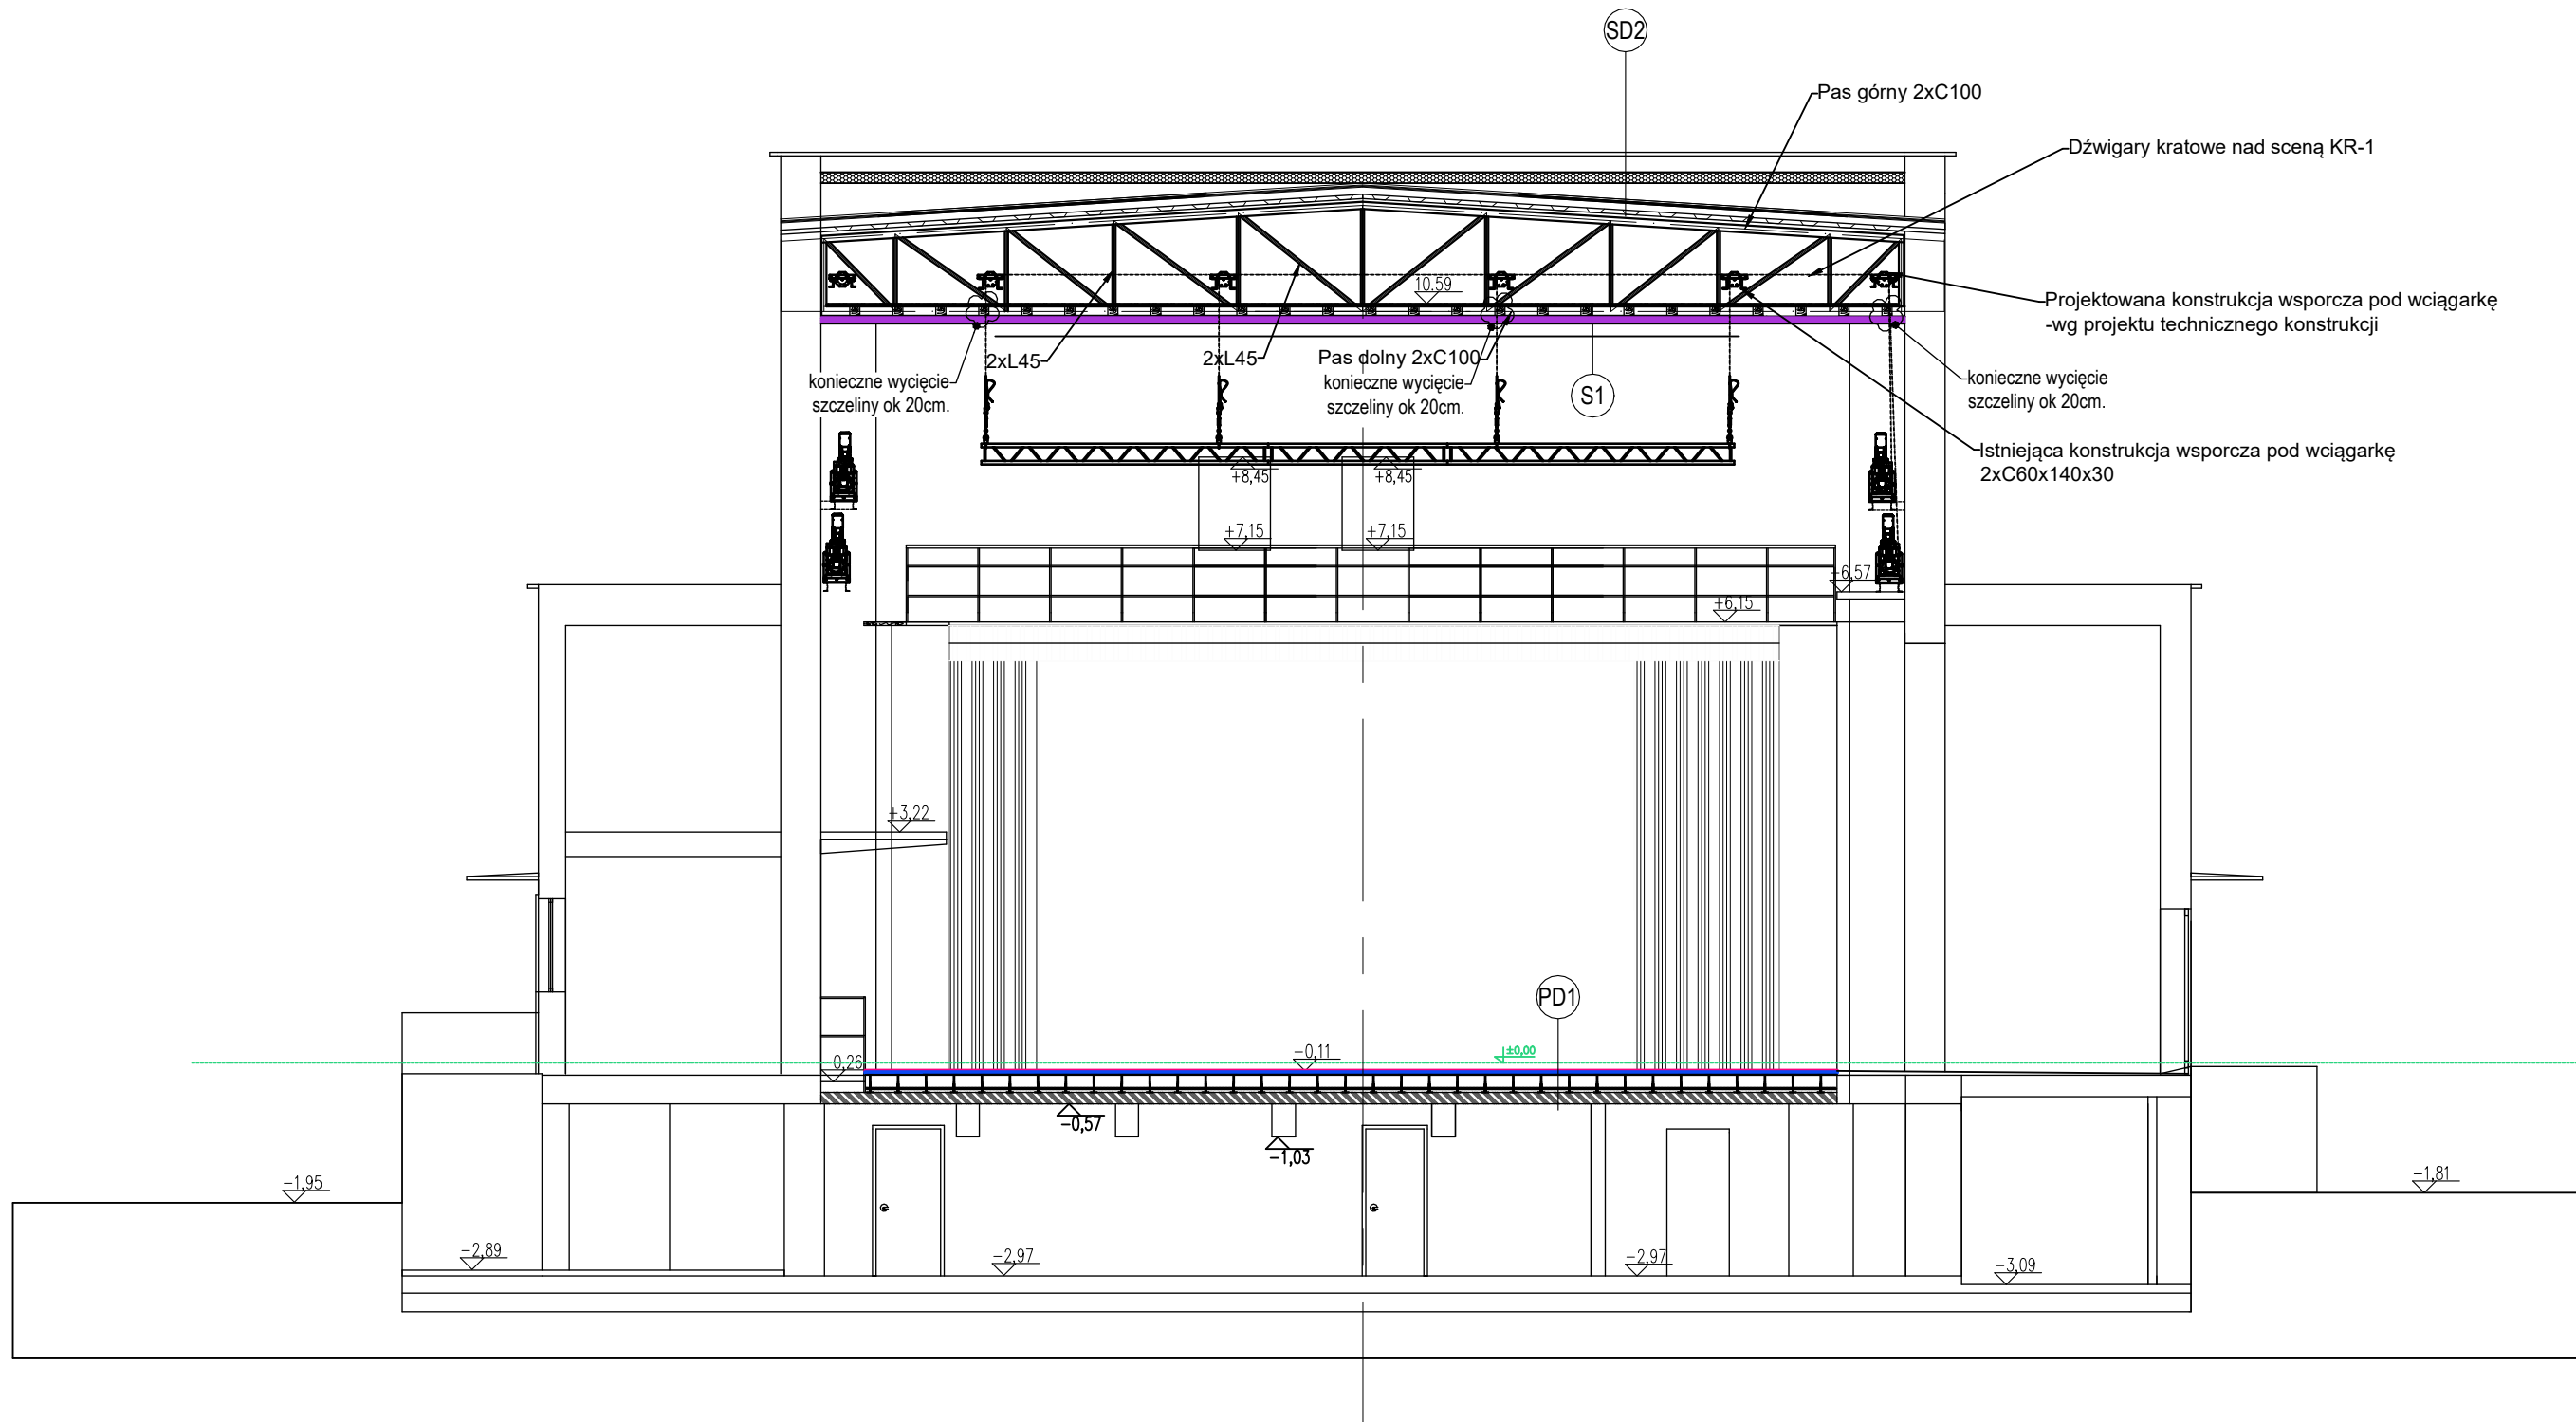 SD2
Pas górny 2xC100
Dźwigary kratowe nad sceną KR-1
10.59
Projektowana konstrukcja wsporcza pod wciągarkę
-wg projektu technicznego konstrukcji
2xL45
2xL45
Pas dolny 2xC100
konieczne wycięcie
szczeliny ok 20cm.
konieczne wycięcie
szczeliny ok 20cm.
konieczne wycięcie
szczeliny ok 20cm.
S1
Istniejąca konstrukcja wsporcza pod wciągarkę
2xC60x140x30
+8,45
+8,45
+7,15
+7,15
+6,57
+6,15
+3,22
PD1
-0,11
±0,00
-0,26
-0,57
-1,03
-1,95
-1,81
-2,89
-2,97
-2,97
-3,09